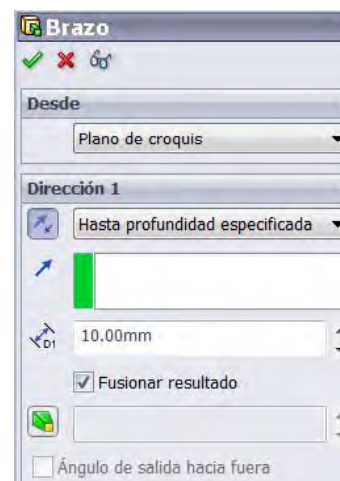 Brazo
Desde
Plano de croquis
Dirección 1
Hasta profundidad especificada
D1
10.00mm
Fusionar resultado
Ángulo de salida hacia fuera